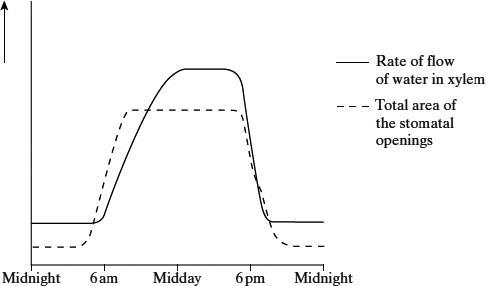 Rate of flow
of water in xylem
Total area of
the stomatal
openings
Midnight 6 am Midday 6 pm Midnight